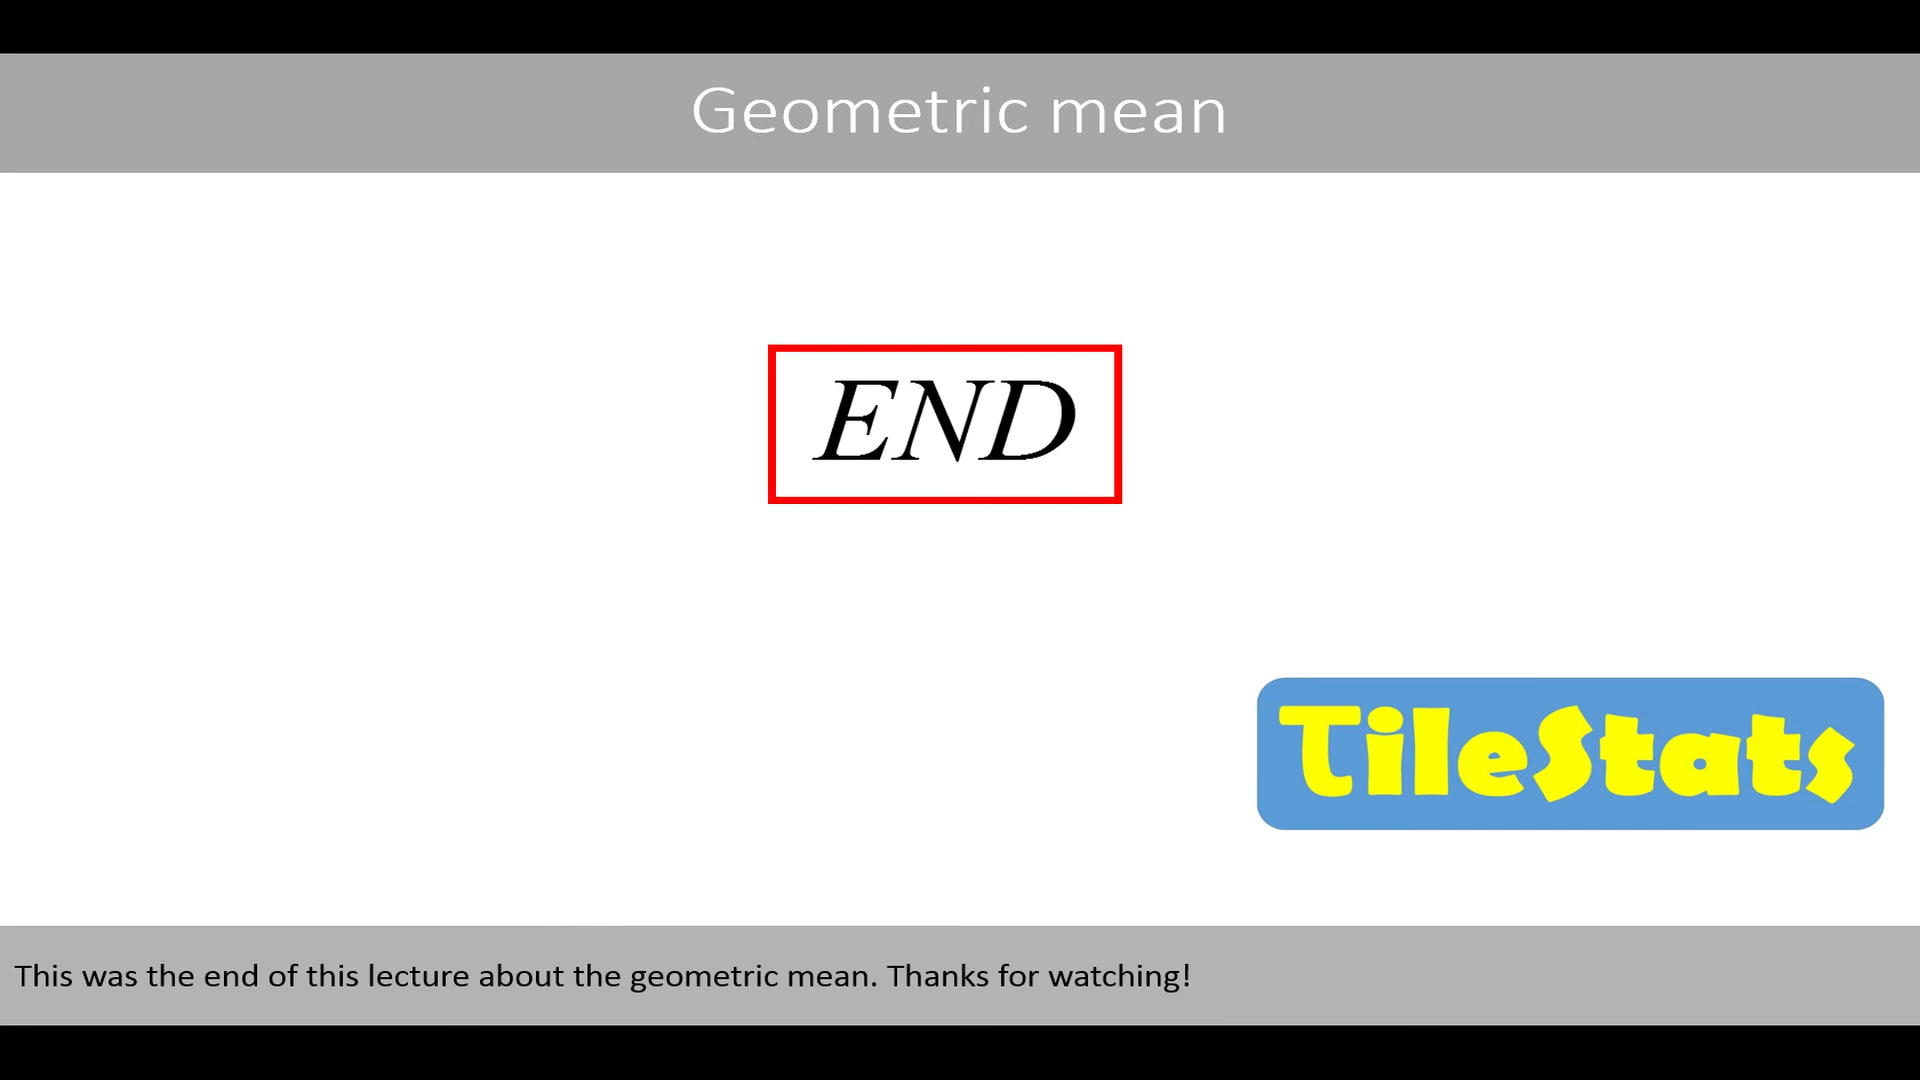 Geometric mean
END
TileStats
This was the end of this lecture about the geometric mean. Thanks for watching!